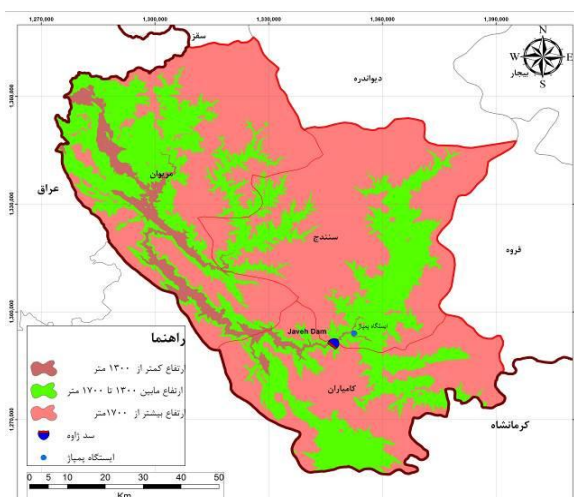 1,270,000
1,300,000
1,330,000
1,360,000
1,390,000
سقز
N
W
E
S
بیجار
دیواندره
مریوان
عراق
سنندج
قروه
Javeh Dam
ایستگاه پمپاژ
کامیاران
کرمانشاه
راهنما
ارتفاع کمتر از ۱۳۰۰ متر
ارتفاع مابین ۱۳۰۰ تا ۱۷۰۰ متر
ارتفاع بیشتر از ۱۷۰۰متر
سد ژاوه
ایستگاه پمپاژ
0 5 10 20 30 40 50
Km